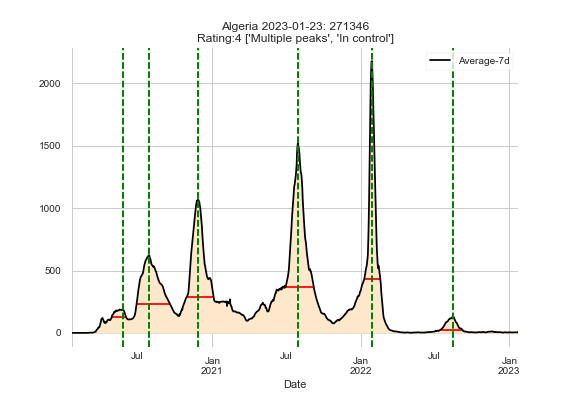 Algeria 2023-01-23: 271346
Rating:4 ['Multiple peaks', 'In control']
Average-7d
2000
1500
1000
500
0
Jul
Jan
2021
Jul
Jan
2022
Jul
Jan
2023
Date